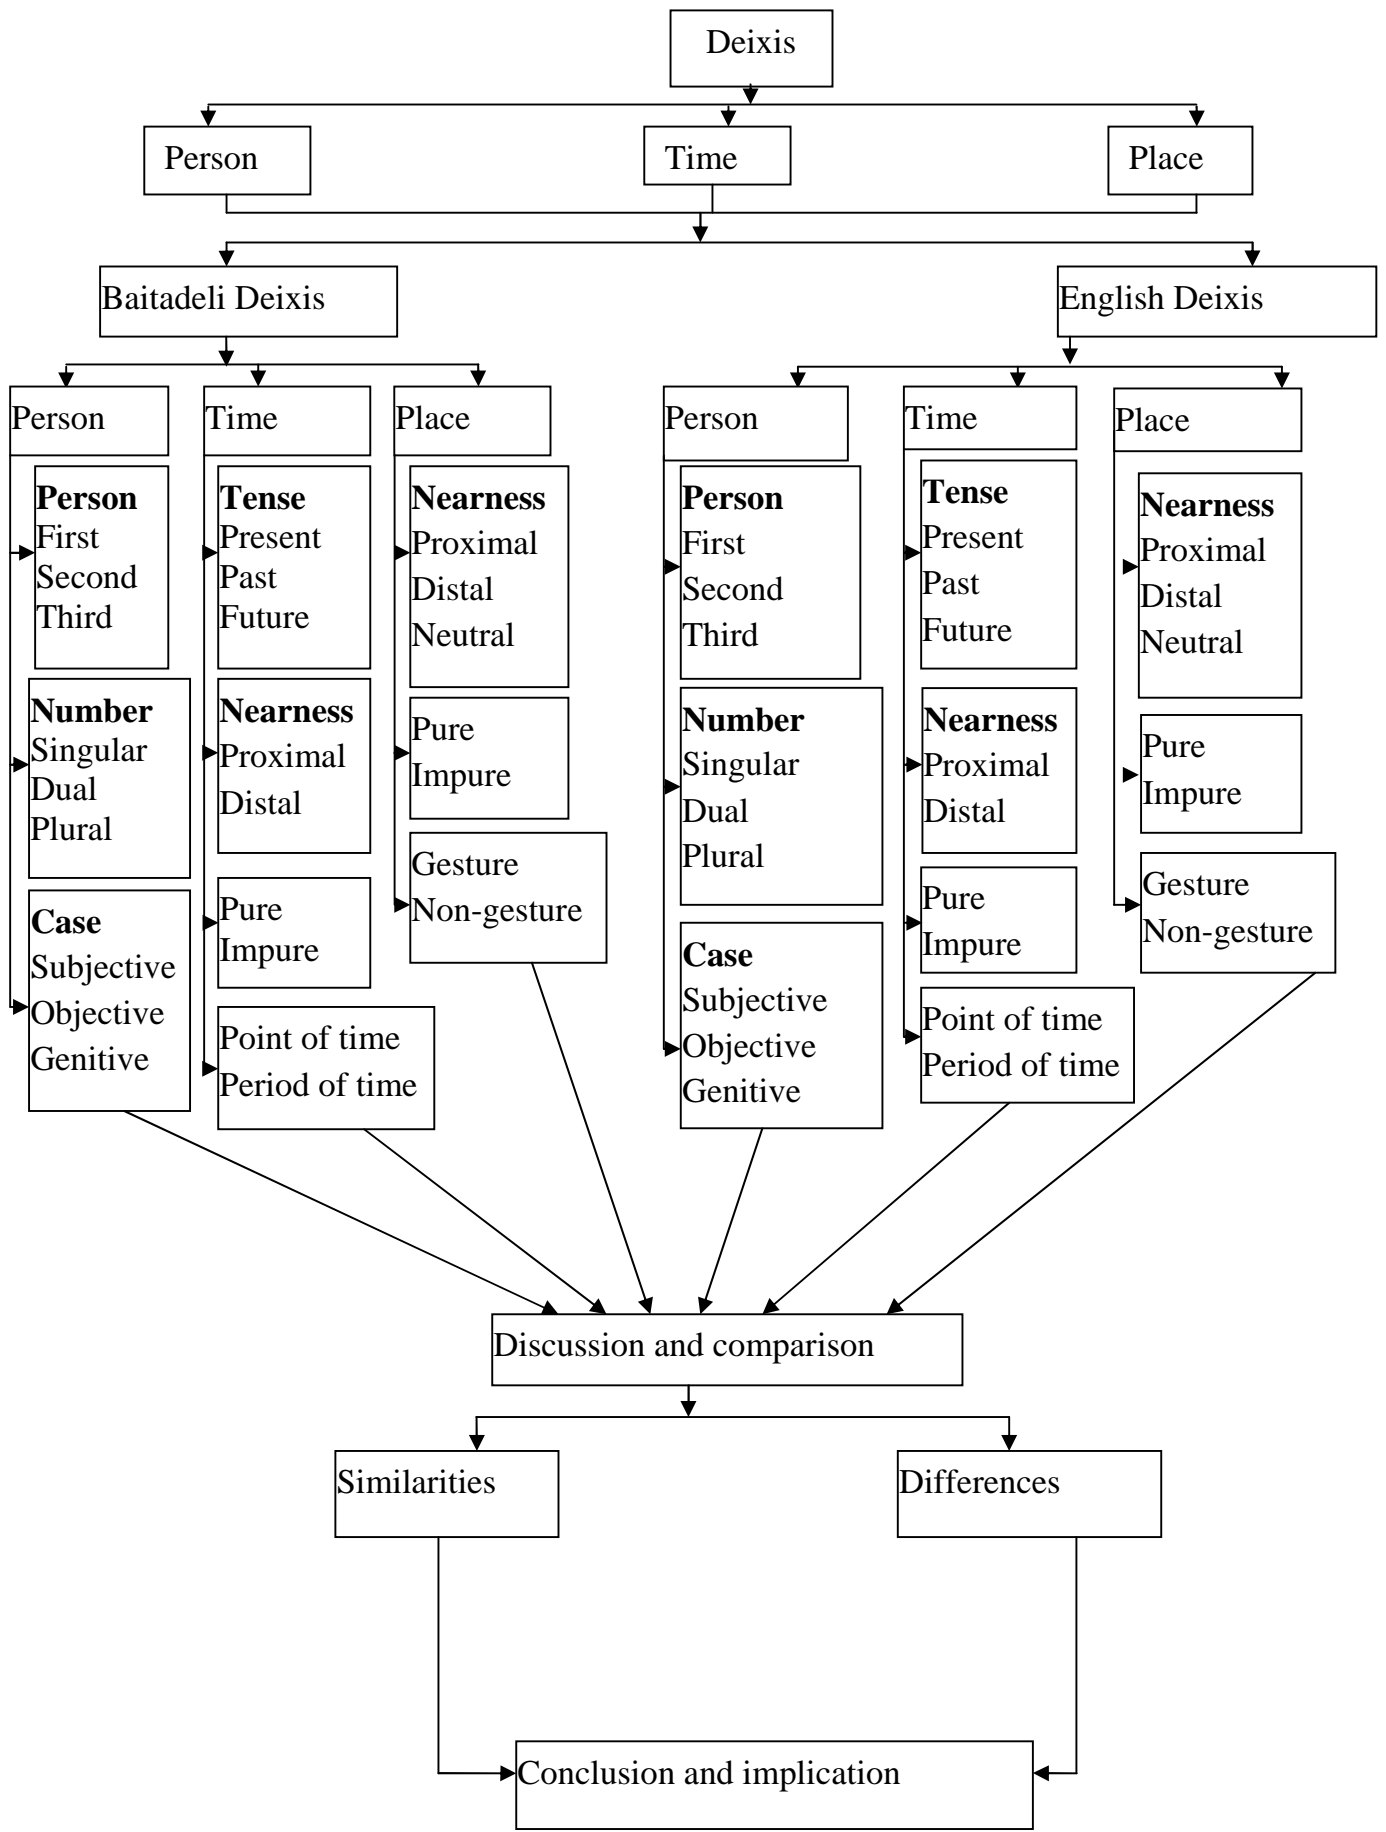 Deixis
Person
Time
Place
Baitadeli Deixis
English Deixis
Person
Person
First
Second
Third
Number
Singular
Dual
Plural
Case
Subjective
Objective
Genitive
Time
Tense
Present
Past
Future
Nearness
Proximal
Distal
Pure
Impure
Point of time
Period of time
Place
Nearness
Proximal
Distal
Neutral
Pure
Impure
Gesture
Non-gesture
Person
Person
First
Second
Third
Number
Singular
Dual
Plural
Case
Subjective
Objective
Genitive
Time
Tense
Present
Past
Future
Nearness
Proximal
Distal
Pure
Impure
Point of time
Period of time
Place
Nearness
Proximal
Distal
Neutral
Pure
Impure
Gesture
Non-gesture
Discussion and comparison
Similarities
Differences
Conclusion and implication